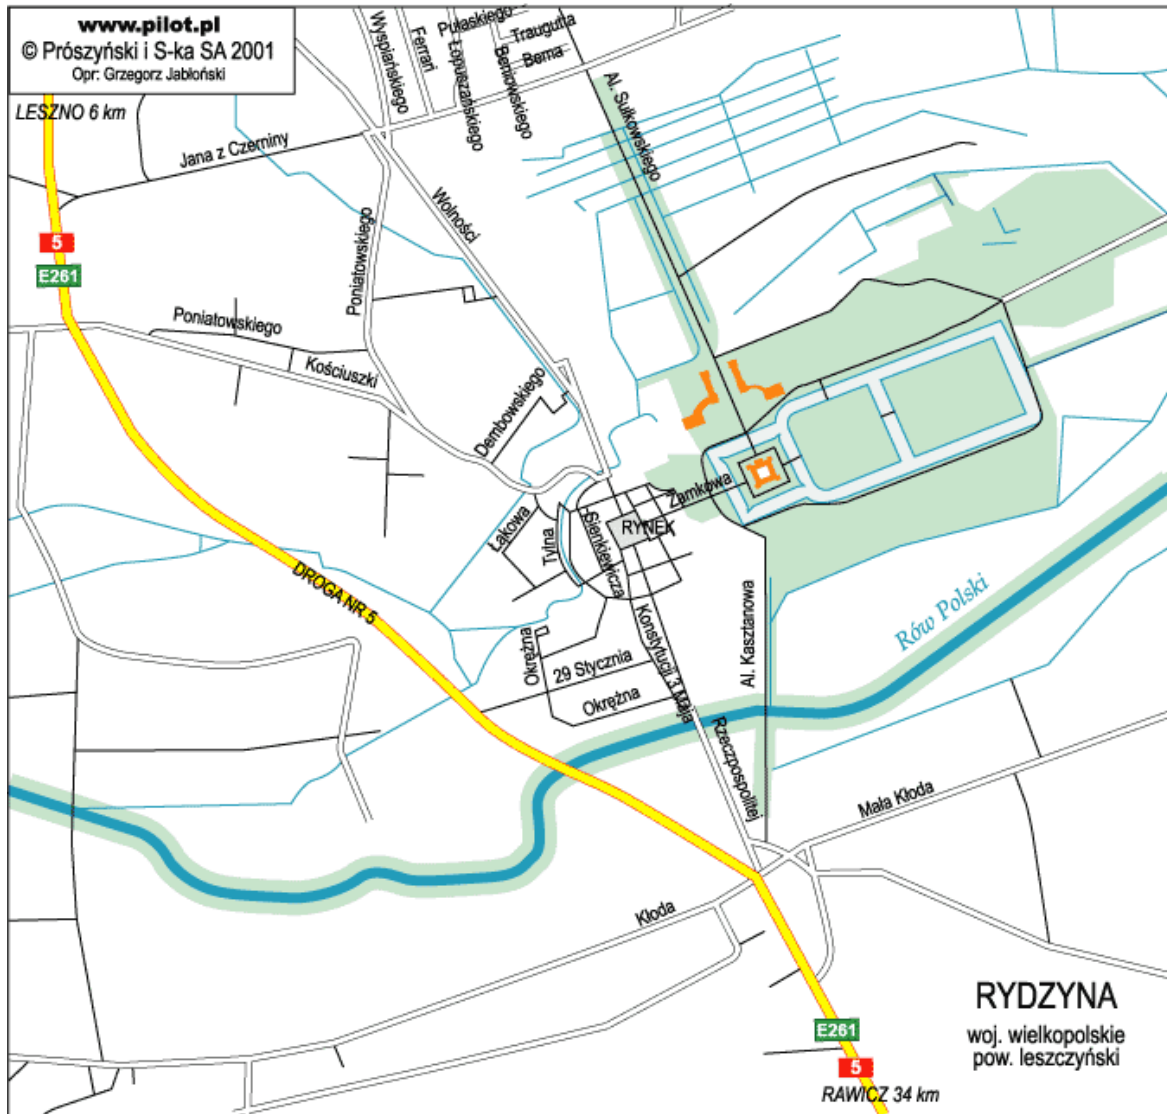 www.pilot.pl
© Prószyński i S-ka SA 2001
Opr: Grzegorz Jabłoński
LESZNO 6 km
Wyspiańskiego
Ferrari
Pułaskiego
Łopuszańskiego
Beniowskiego
Traugutta
Bema
Al. Sułkowskiego
Jana z Czerniny
Wolności
Poniatowskiego
5
E261
Poniatowskiego
Kościuszki
Dembowskiego
Zamkowa
Łąkowa
Tylna
Sienkiewicza
RYNEK
DROGA NR 5
Al. Kasztanowa
Rów Polski
Okrężna
29 Stycznia
Konstytucji 3 Maja
Okrężna
Rzeczpospolitej
Mała Kłoda
Kłoda
RYDZYNA
woj. wielkopolskie
pow. leszczyński
E261
5
RAWICZ 34 km